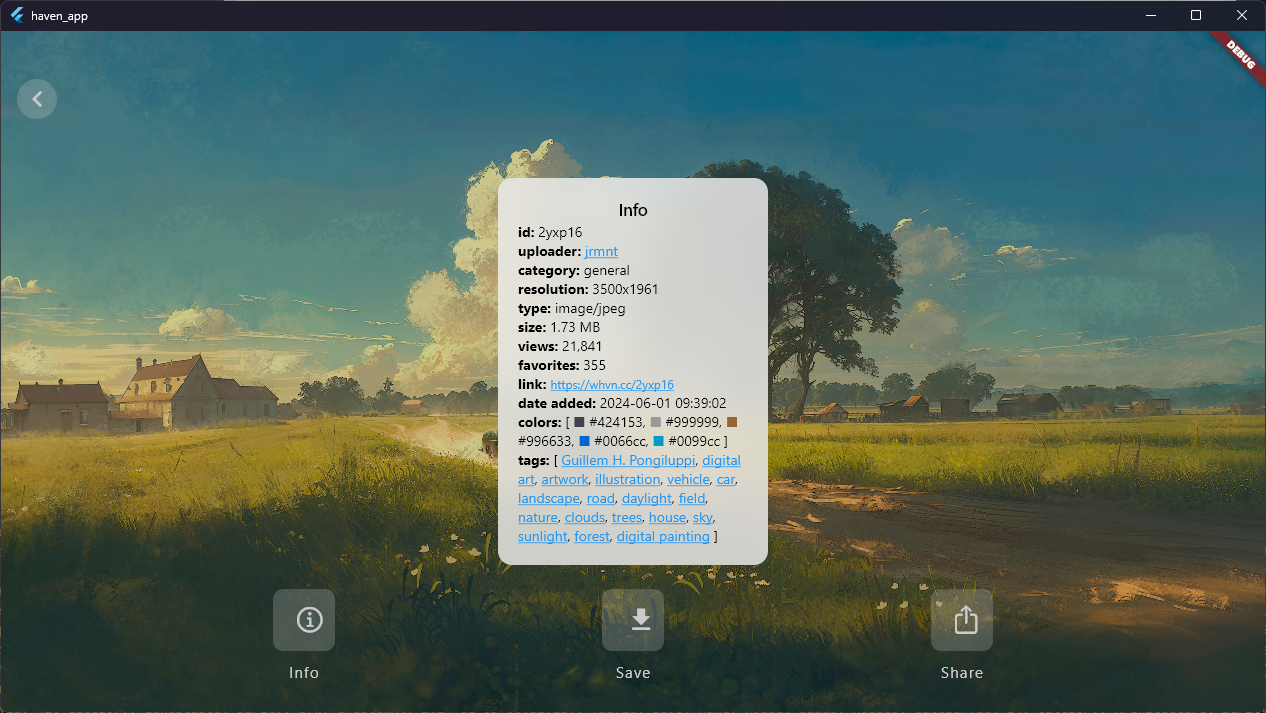 haven_app
DEBUG
Info
id: 2yxp16
uploader: jrmnt
category: general
resolution: 3500x1961
type: image/jpeg
size: 1.73 MB
views: 21,841
favorites: 355
link: https://whvn.cc/2yxp16
date added: 2024-06-01 09:39:02
colors: [ #424153, #999999,
#996633, #0066cc, #0099cc ]
tags: [ Guillem H. Pongiluppi, digital
art, artwork, illustration, vehicle, car,
landscape, road, daylight, field,
nature, clouds, trees, house, sky,
sunlight, forest, digital painting ]
Info
Save
Share